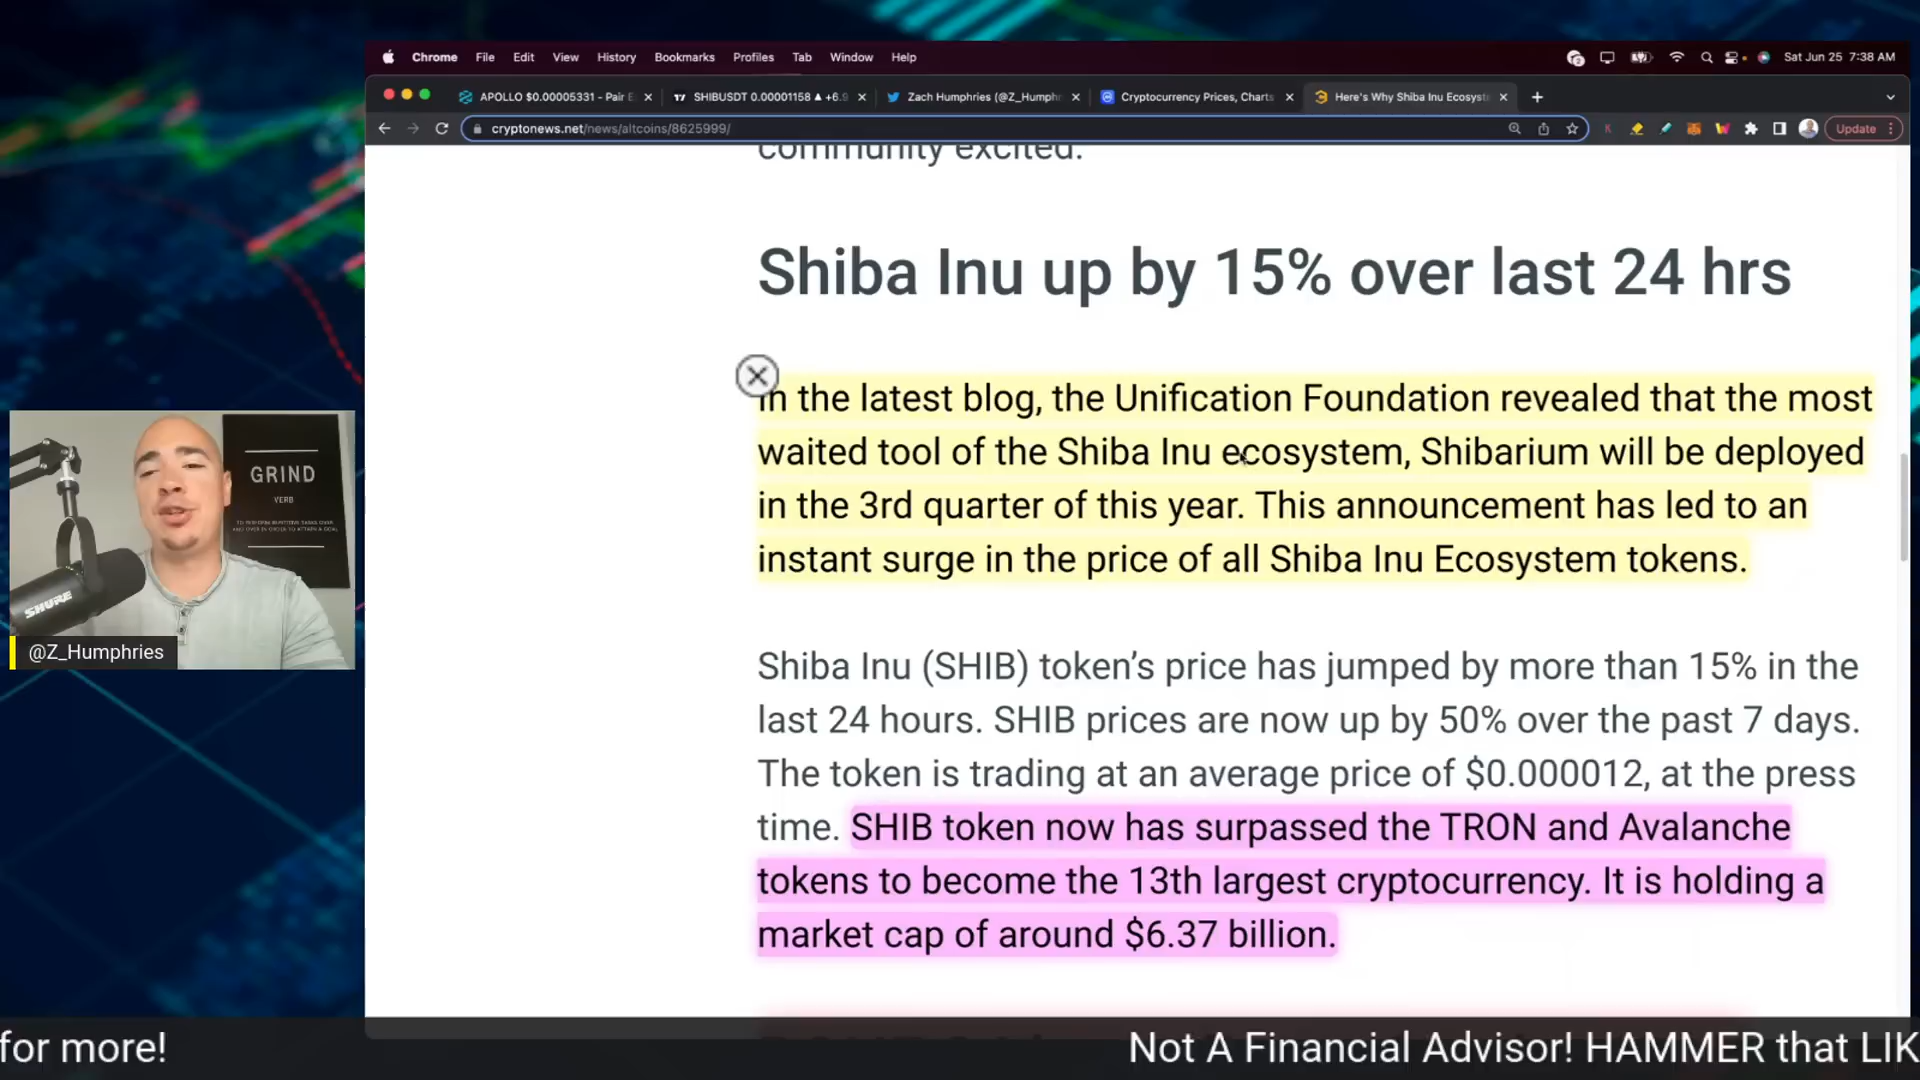 Chrome File Edit View History Bookmarks Profiles Tab Window Help Sat Jun 25 7:38 AM
APOLLO $0.00005331 - Pair E SHIBUSDT 0.00001158 ▲ +6.9 Zach Humphries (@Z_Humphr Cryptocurrency Prices, Charts Here's Why Shiba Inu Ecosyst
cryptonews.net/news/altcoins/8625999/ Update
community excited.
Shiba Inu up by 15% over last 24 hrs
In the latest blog, the Unification Foundation revealed that the most
waited tool of the Shiba Inu ecosystem, Shibarium will be deployed
in the 3rd quarter of this year. This announcement has led to an
instant surge in the price of all Shiba Inu Ecosystem tokens.
Shiba Inu (SHIB) token’s price has jumped by more than 15% in the
last 24 hours. SHIB prices are now up by 50% over the past 7 days.
The token is trading at an average price of $0.000012, at the press
time. SHIB token now has surpassed the TRON and Avalanche
tokens to become the 13th largest cryptocurrency. It is holding a
market cap of around $6.37 billion.
GRIND
VERB
SHURE
@Z_Humphries
for more! Not A Financial Advisor! HAMMER that LIK